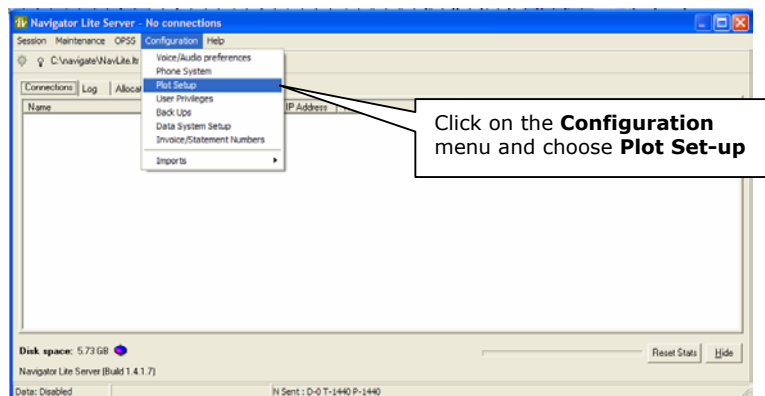 Navigator Lite Server - No connections
Session Maintenance OPSS Configuration Help
C:\navigate\NavLite.ltr
Voice/Audio preferences
Phone System
Plot Setup
User Privileges
Back Ups
Data System Setup
Invoice/Statement Numbers
Imports
Connections Log
Name IP Address
Click on the Configuration
menu and choose Plot Set-up
Disk space: 5.73 GB
Reset Stats Hide
Navigator Lite Server (Build 1.4.1.7)
Data: Disabled N Sent : D-0 T-1440 P-1440